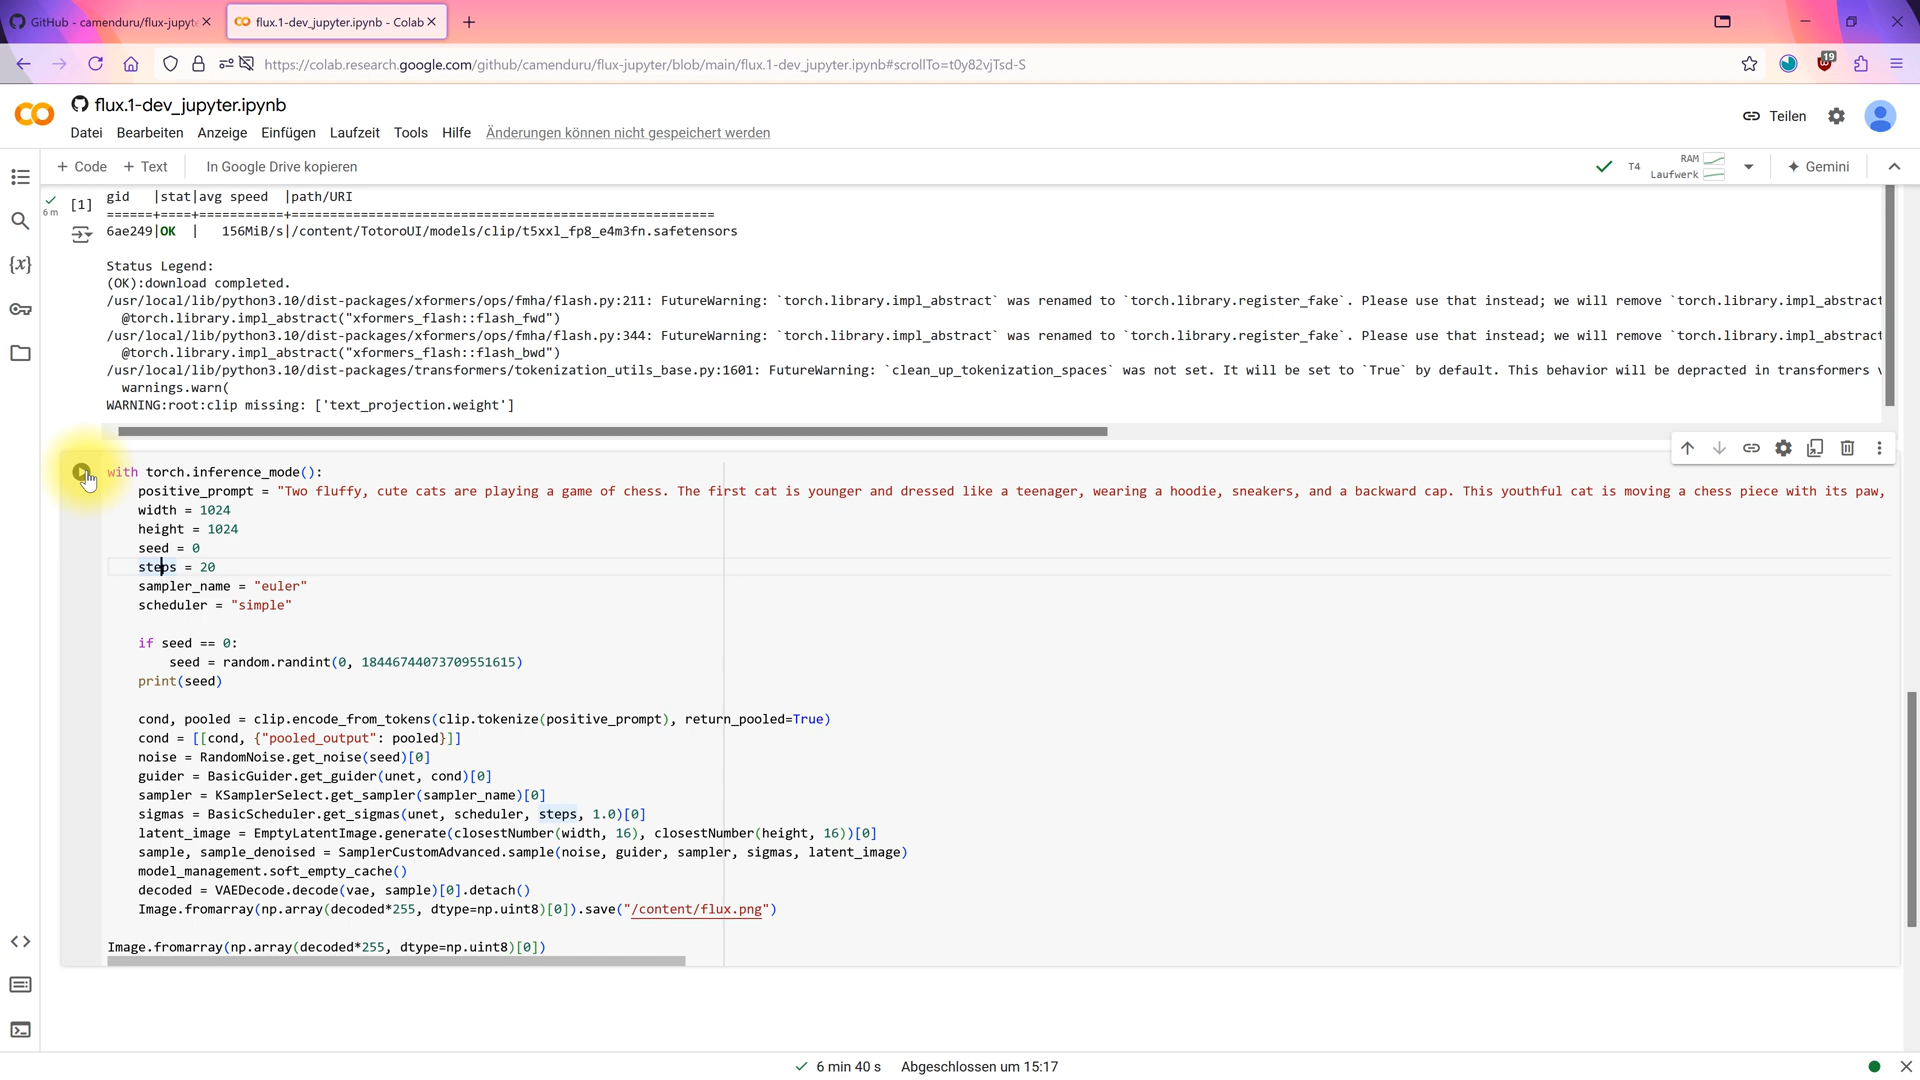 GitHub - camenduru/flux-jupyt
flux.1-dev_jupyter.ipynb - Colab
https://colab.research.google.com/github/camenduru/flux-jupyter/blob/main/flux.1-dev_jupyter.ipynb#scrollTo=t0y82vjTsd-S
19
flux.1-dev_jupyter.ipynb
Teilen
Datei Bearbeiten Anzeige Einfügen Laufzeit Tools Hilfe Änderungen können nicht gespeichert werden
+ Code + Text In Google Drive kopieren
T4 RAM Laufwerk Gemini
6 m
[1]
gid |stat|avg speed |path/URI
======+====+===========+=======================================================
6ae249|OK | 156MiB/s|/content/TotoroUI/models/clip/t5xxl_fp8_e4m3fn.safetensors
Status Legend:
(OK):download completed.
/usr/local/lib/python3.10/dist-packages/xformers/ops/fmha/flash.py:211: FutureWarning: `torch.library.impl_abstract` was renamed to `torch.library.register_fake`. Please use that instead; we will remove `torch.library.impl_abstract
@torch.library.impl_abstract("xformers_flash::flash_fwd")
/usr/local/lib/python3.10/dist-packages/xformers/ops/fmha/flash.py:344: FutureWarning: `torch.library.impl_abstract` was renamed to `torch.library.register_fake`. Please use that instead; we will remove `torch.library.impl_abstract
@torch.library.impl_abstract("xformers_flash::flash_bwd")
/usr/local/lib/python3.10/dist-packages/transformers/tokenization_utils_base.py:1601: FutureWarning: `clean_up_tokenization_spaces` was not set. It will be set to `True` by default. This behavior will be depracted in transformers v
warnings.warn(
WARNING:root:clip missing: ['text_projection.weight']
with torch.inference_mode():
positive_prompt = "Two fluffy, cute cats are playing a game of chess. The first cat is younger and dressed like a teenager, wearing a hoodie, sneakers, and a backward cap. This youthful cat is moving a chess piece with its paw,
width = 1024
height = 1024
seed = 0
steps = 20
sampler_name = "euler"
scheduler = "simple"
if seed == 0:
seed = random.randint(0, 18446744073709551615)
print(seed)
cond, pooled = clip.encode_from_tokens(clip.tokenize(positive_prompt), return_pooled=True)
cond = [[cond, {"pooled_output": pooled}]]
noise = RandomNoise.get_noise(seed)[0]
guider = BasicGuider.get_guider(unet, cond)[0]
sampler = KSamplerSelect.get_sampler(sampler_name)[0]
sigmas = BasicScheduler.get_sigmas(unet, scheduler, steps, 1.0)[0]
latent_image = EmptyLatentImage.generate(closestNumber(width, 16), closestNumber(height, 16))[0]
sample, sample_denoised = SamplerCustomAdvanced.sample(noise, guider, sampler, sigmas, latent_image)
model_management.soft_empty_cache()
decoded = VAEDecode.decode(vae, sample)[0].detach()
Image.fromarray(np.array(decoded*255, dtype=np.uint8)[0]).save("/content/flux.png")
Image.fromarray(np.array(decoded*255, dtype=np.uint8)[0])
6 min 40 s Abgeschlossen um 15:17